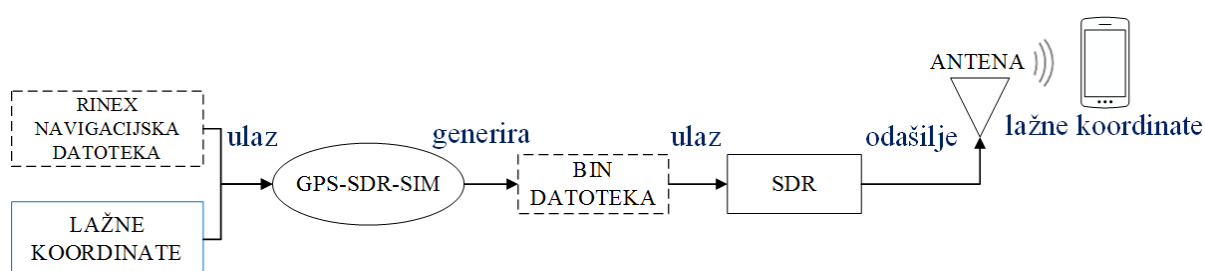 RINEX
NAVIGACIJSKA
DATOTEKA
LAŽNE
KOORDINATE
ulaz
GPS-SDR-SIM
generira
BIN
DATOTEKA
ulaz
SDR
odašilje
ANTENA
lažne koordinate